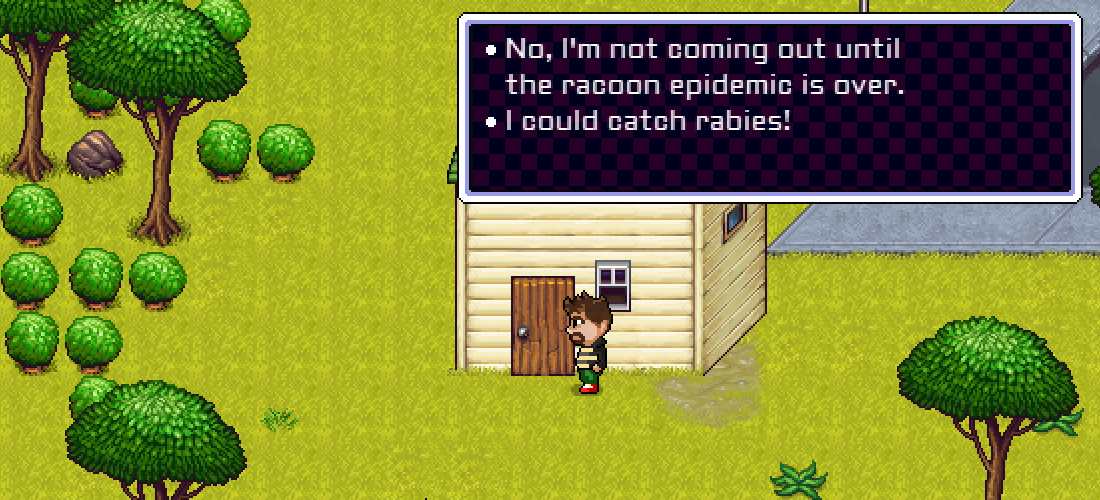 • No, I'm not coming out until
the racoon epidemic is over.
• I could catch rabies!